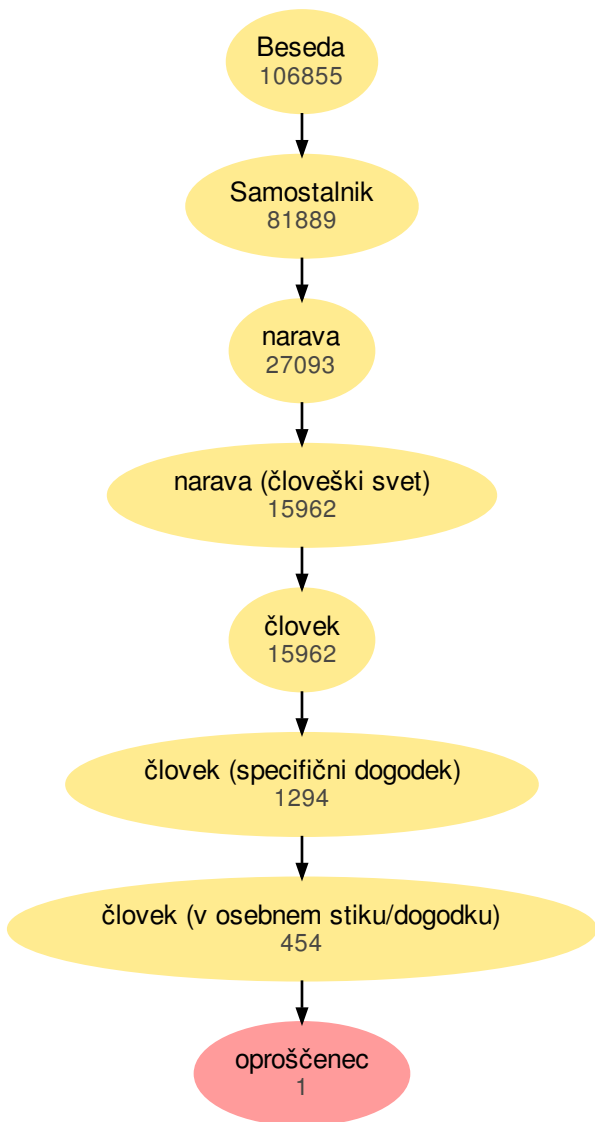 Beseda
106855
Samostalnik
81889
narava
27093
narava (človeški svet)
15962
človek
15962
človek (specifični dogodek)
1294
človek (v osebnem stiku/dogodku)
454
oproščenec
1